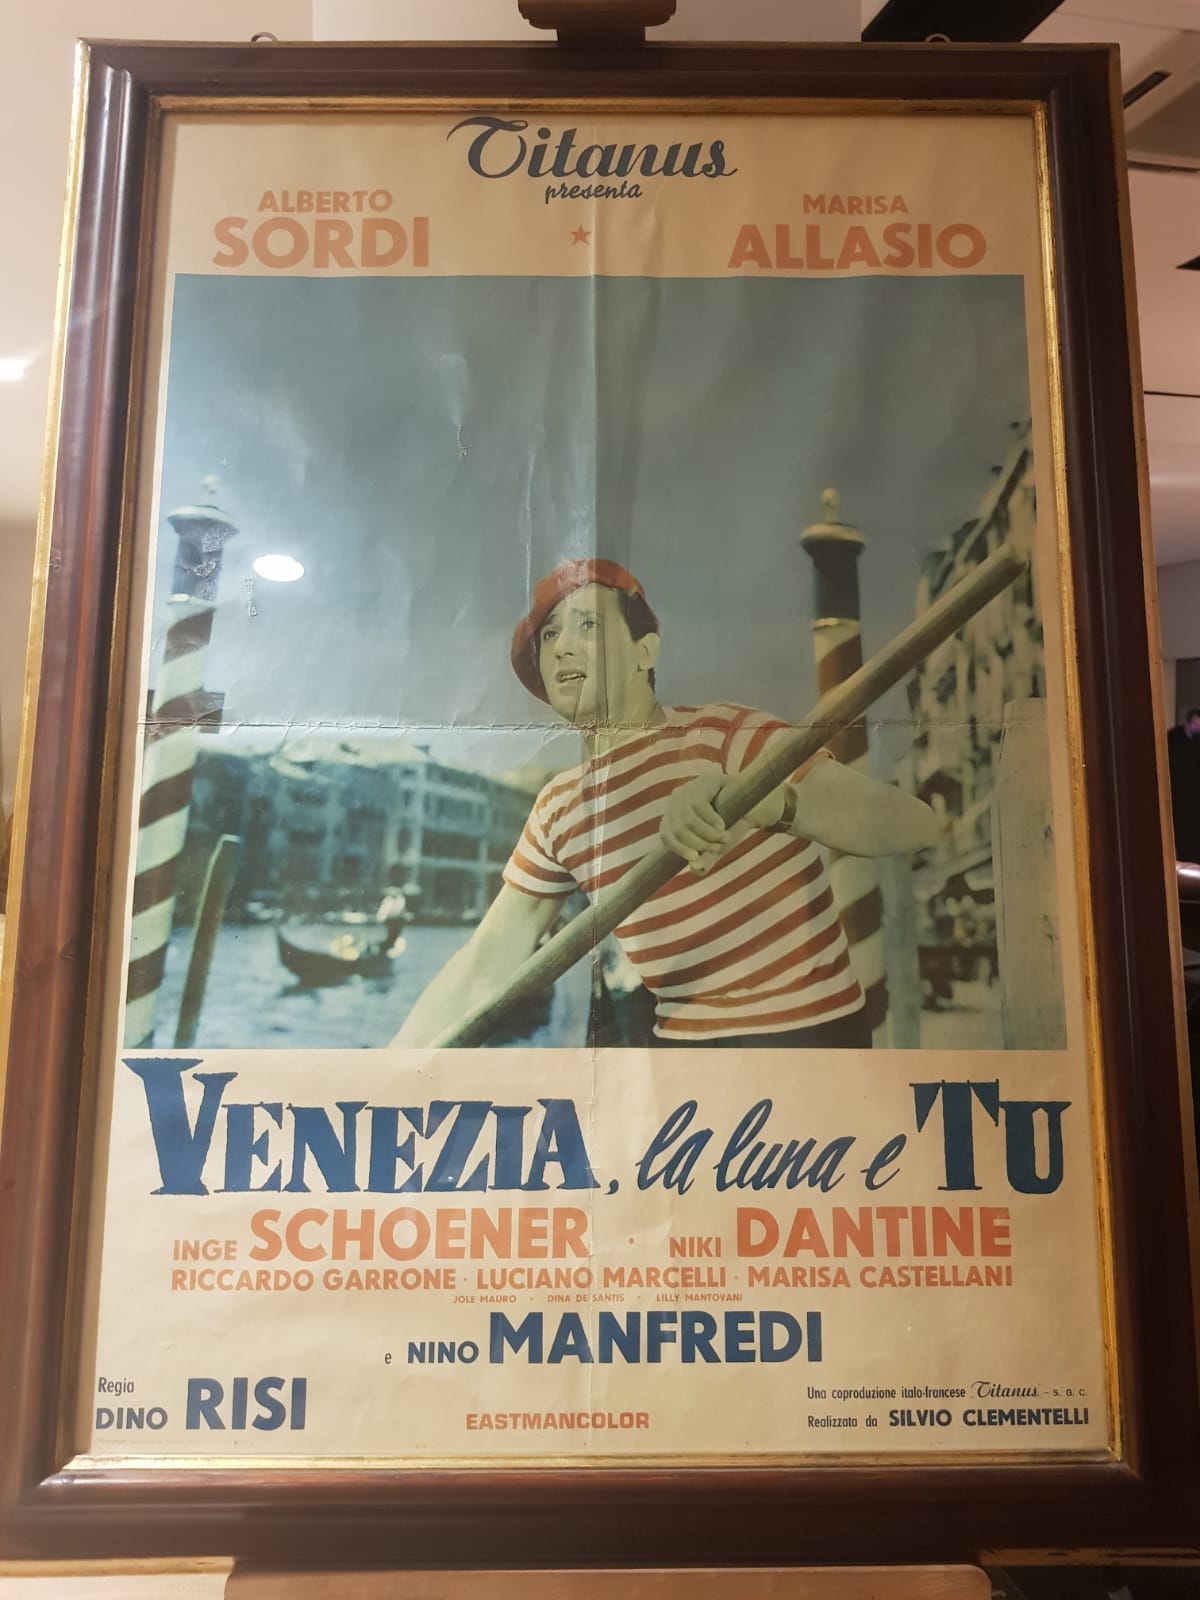 Titanus
presenta
ALBERTO
SORDI
MARISA
ALLASIO
VENEZIA, la luna e TU
INGE SCHOENER · NIKI DANTINE
RICCARDO GARRONE · LUCIANO MARCELLI · MARISA CASTELLANI
JOLE MAURO · DINA DE SANTIS · LILLY MANTOVANI
e NINO MANFREDI
Regia
DINO RISI
EASTMANCOLOR
Una coproduzione italo-francese Titanus - S. G. C.
Realizzata da SILVIO CLEMENTELLI